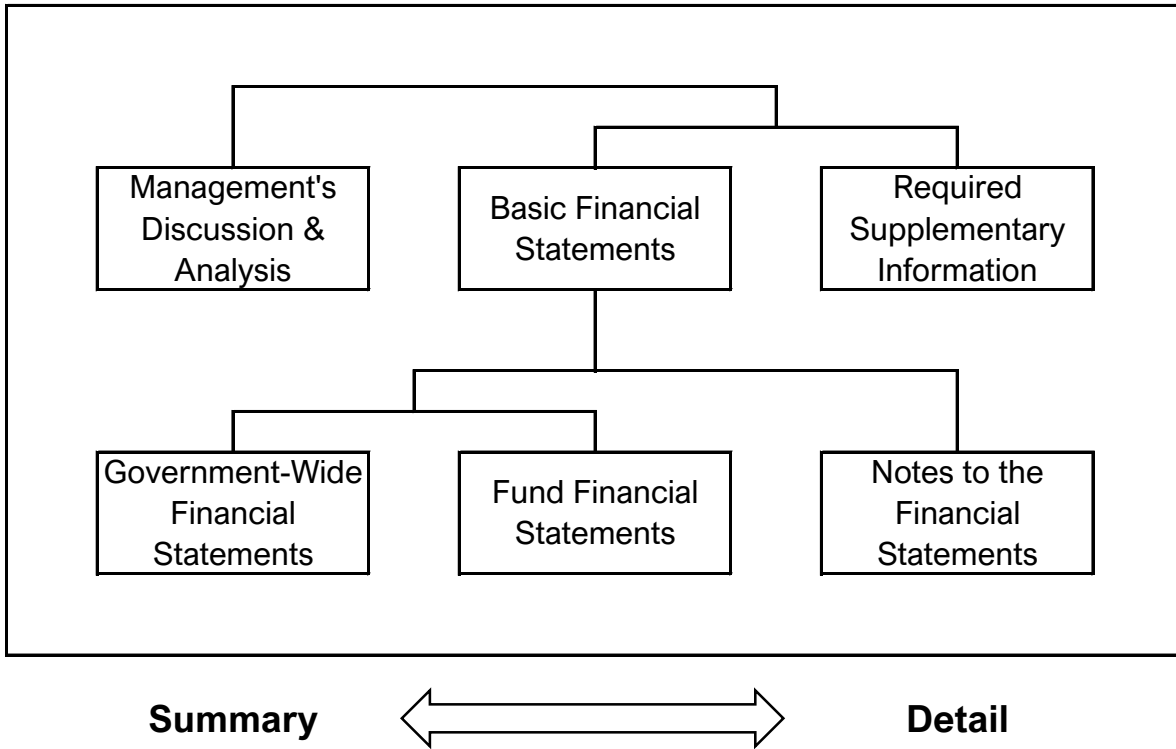 Management's
Discussion &
Analysis
Basic Financial
Statements
Required
Supplementary
Information
Government-Wide
Financial
Statements
Fund Financial
Statements
Notes to the
Financial
Statements
Summary
Detail